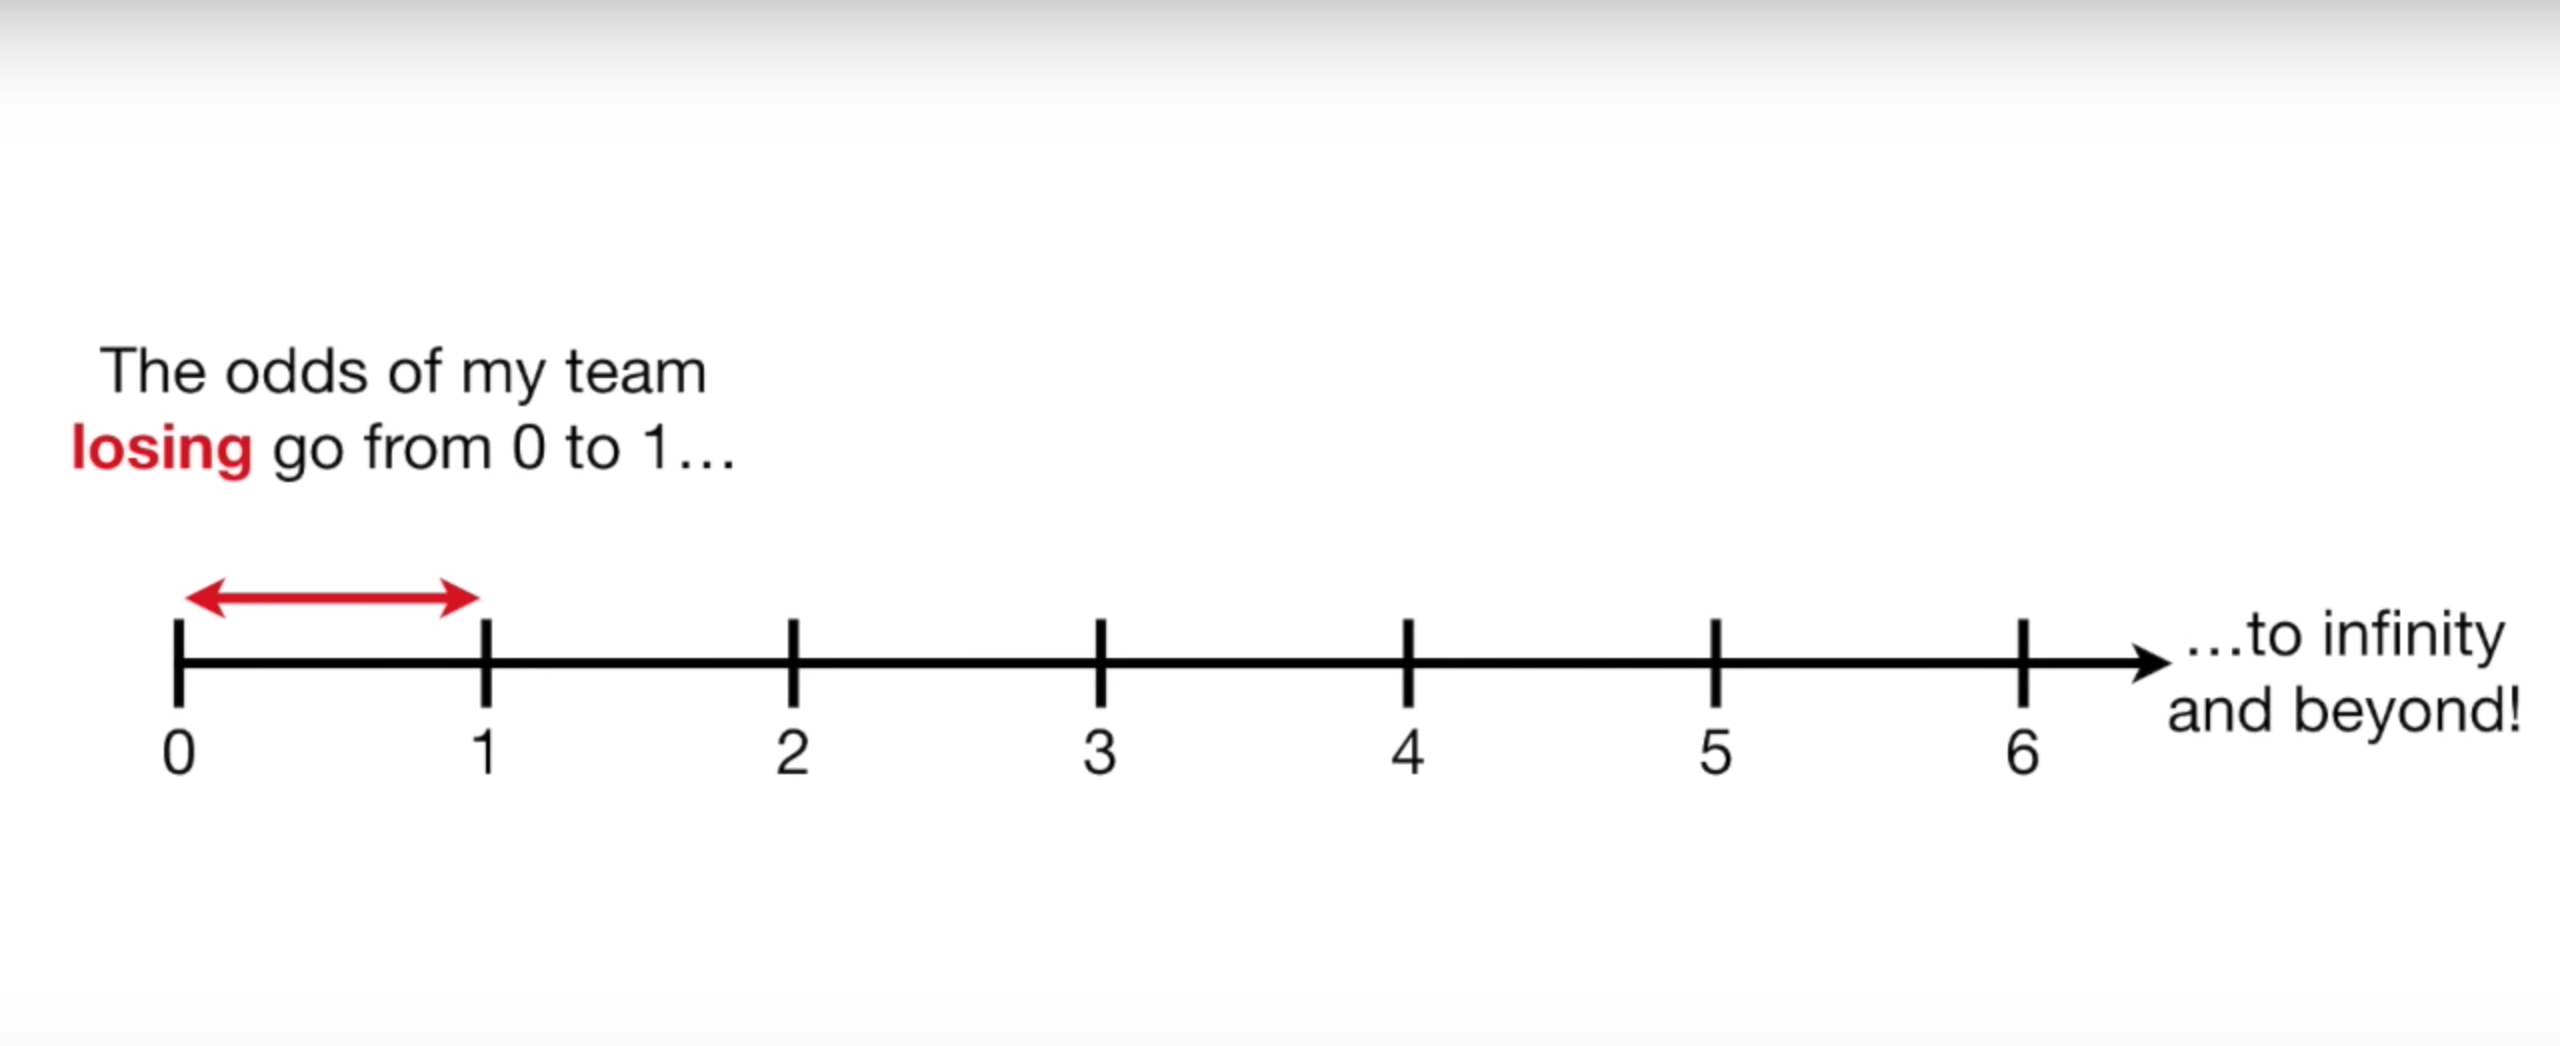 The odds of my team
losing go from 0 to 1...
...to infinity
and beyond!
0 1 2 3 4 5 6